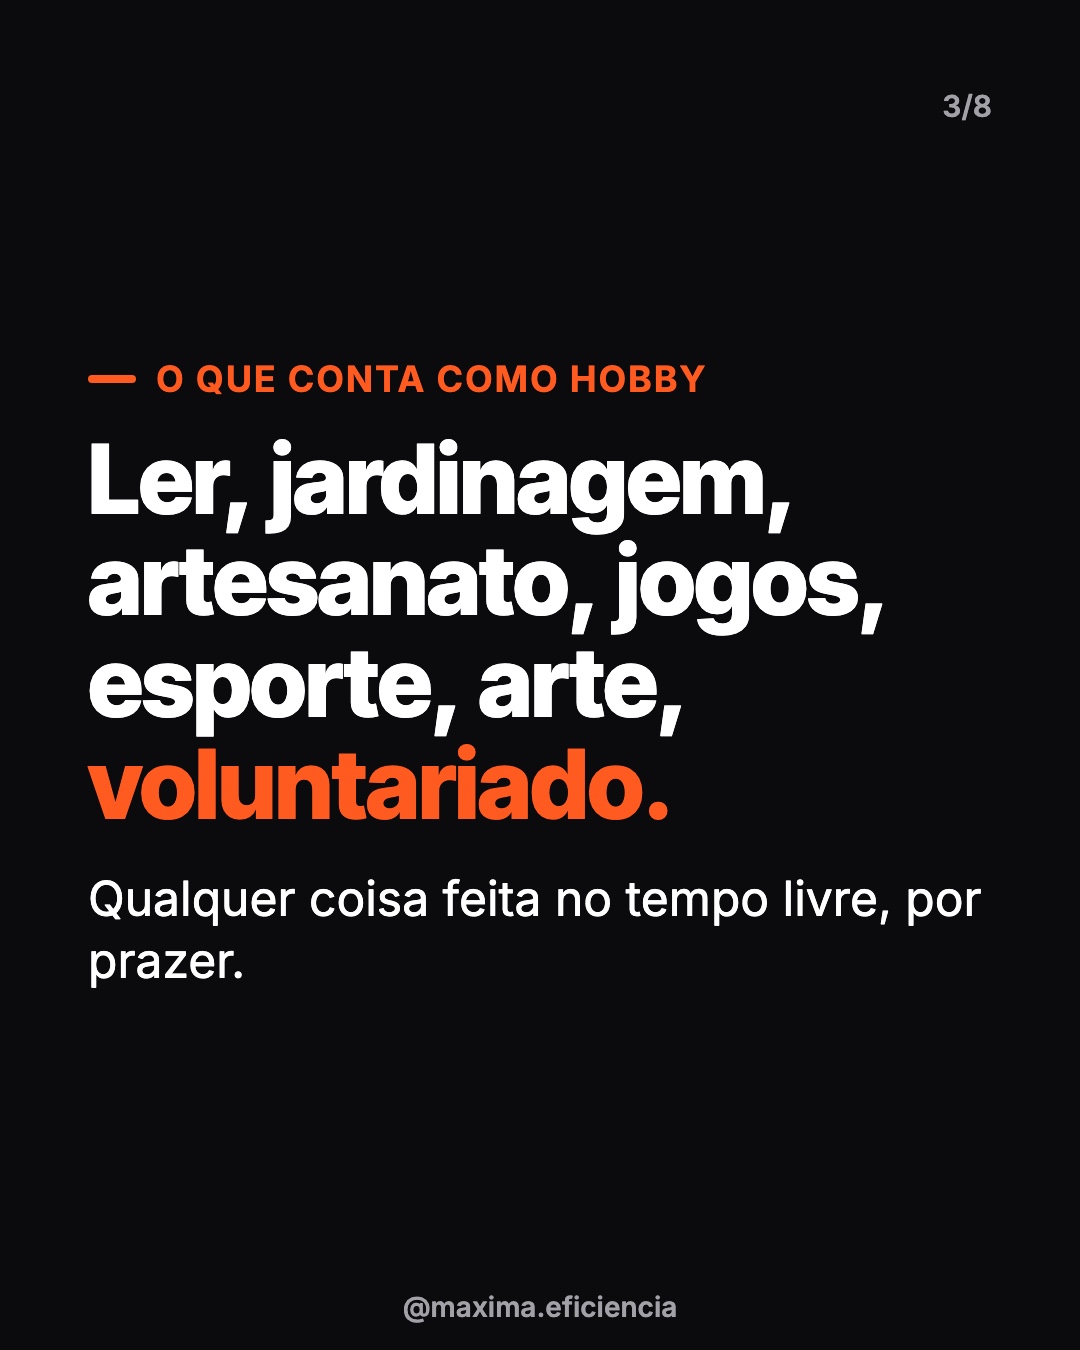 3/8
O QUE CONTA COMO HOBBY
Ler, jardinagem,
artesanato, jogos,
esporte, arte,
voluntariado.
Qualquer coisa feita no tempo livre, por
prazer.
@maxima.eficiencia